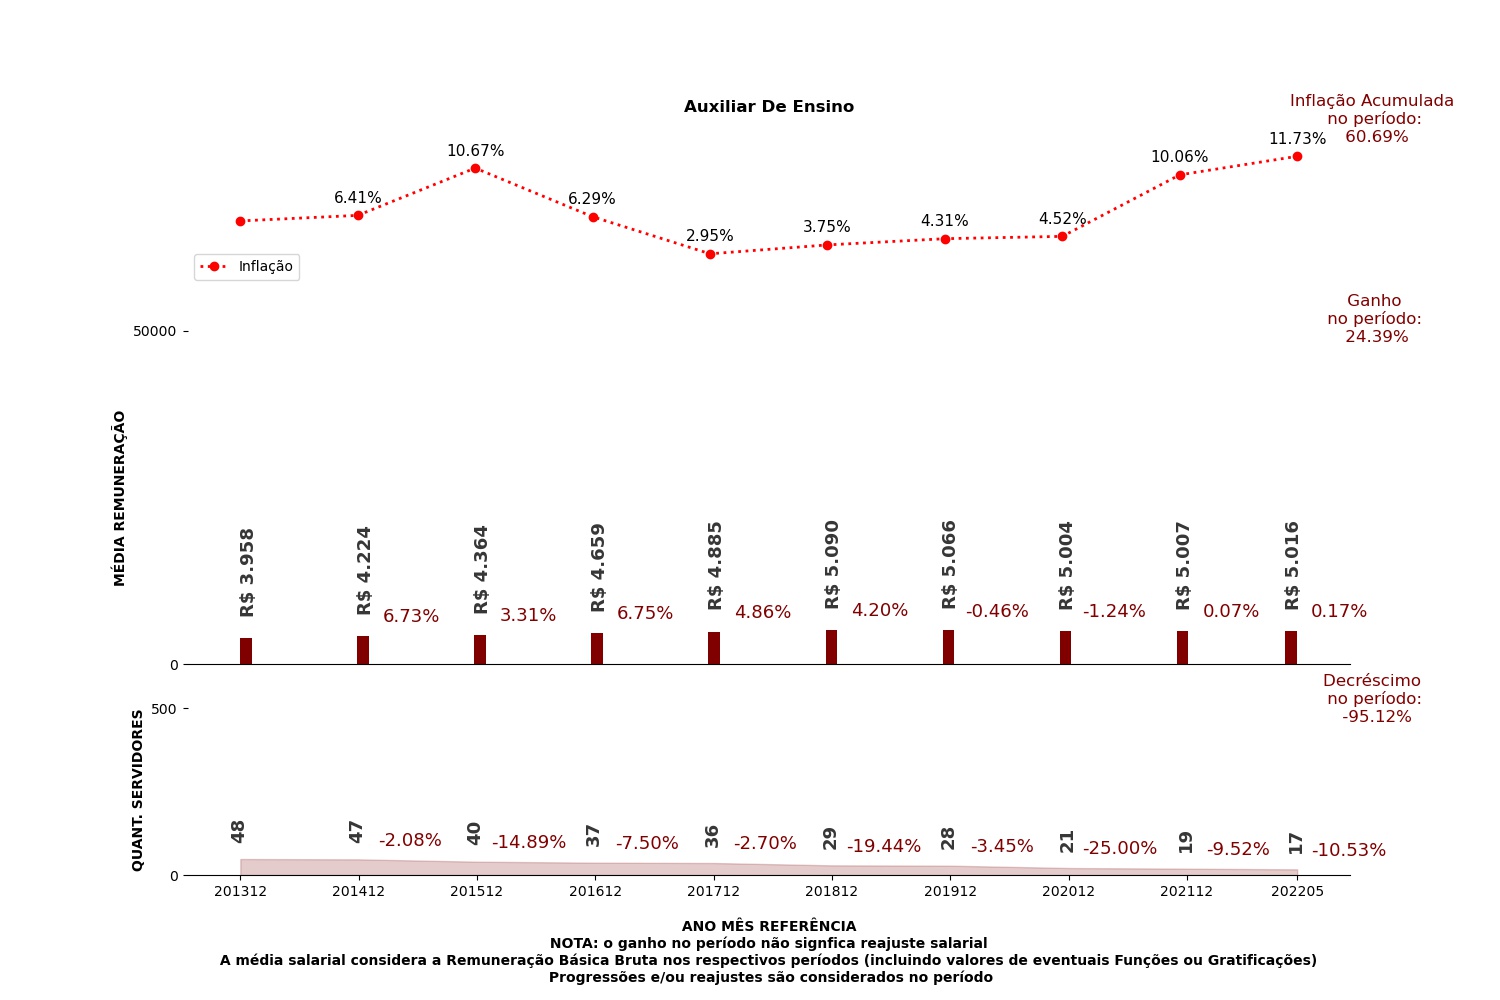 Auxiliar De Ensino
Inflação Acumulada
no período:
60.69%
6.41%
10.67%
6.29%
2.95%
3.75%
4.31%
4.52%
10.06%
11.73%
Inflação
Ganho
no período:
24.39%
50000
0
MÉDIA REMUNERAÇÃO
R$ 3.958
R$ 4.224
R$ 4.364
R$ 4.659
R$ 4.885
R$ 5.090
R$ 5.066
R$ 5.004
R$ 5.007
R$ 5.016
6.73%
3.31%
6.75%
4.86%
4.20%
-0.46%
-1.24%
0.07%
0.17%
Decréscimo
no período:
-95.12%
500
0
QUANT. SERVIDORES
48
47
40
37
36
29
28
21
19
17
-2.08%
-14.89%
-7.50%
-2.70%
-19.44%
-3.45%
-25.00%
-9.52%
-10.53%
201312
201412
201512
201612
201712
201812
201912
202012
202112
202205
ANO MÊS REFERÊNCIA
NOTA: o ganho no período não signfica reajuste salarial
A média salarial considera a Remuneração Básica Bruta nos respectivos períodos (incluindo valores de eventuais Funções ou Gratificações)
Progressões e/ou reajustes são considerados no período